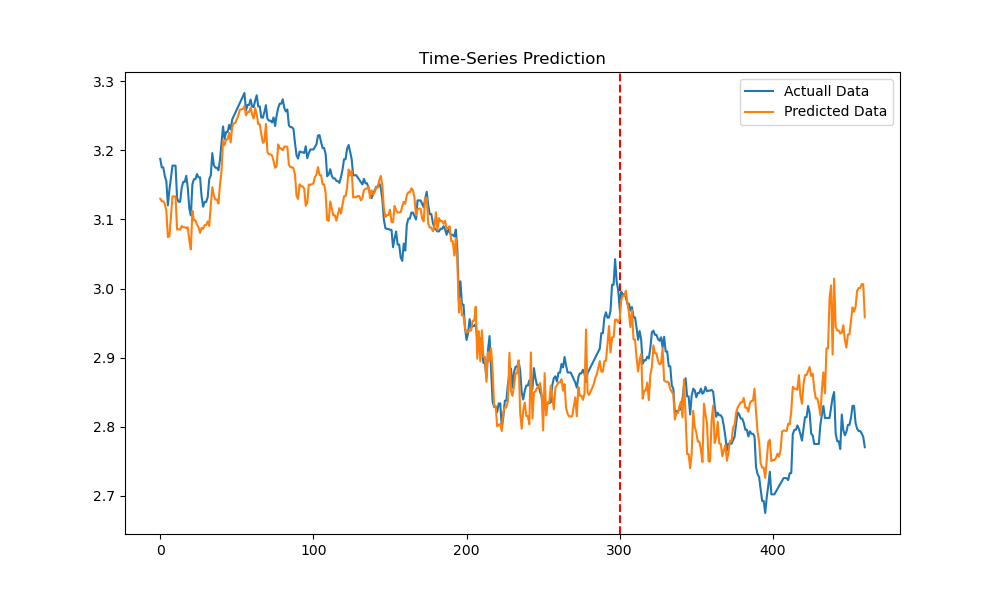 Time-Series Prediction
Actuall Data
Predicted Data
3.3
3.2
3.1
3.0
2.9
2.8
2.7
0 100 200 300 400